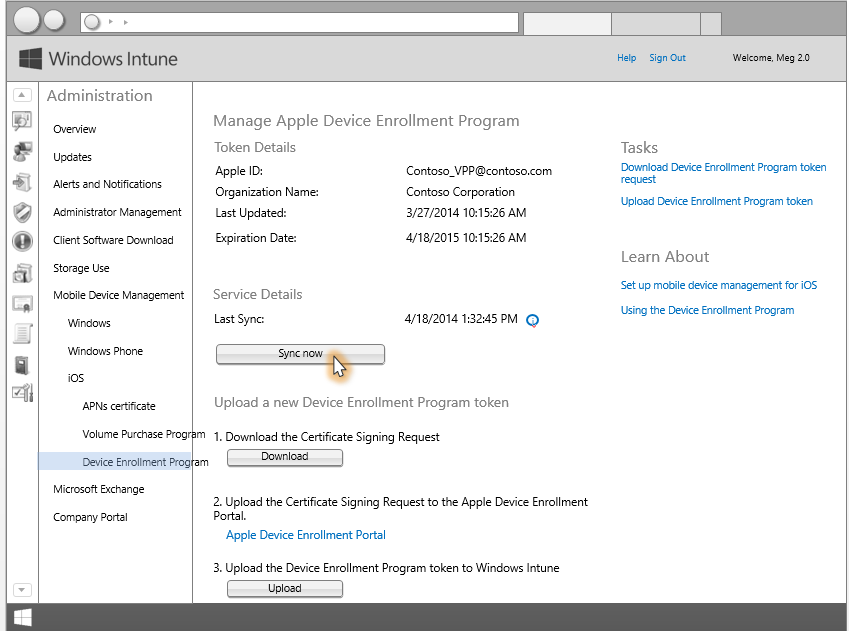 Windows Intune
Help
Sign Out
Welcome, Meg 2.0
Administration
Overview
Updates
Alerts and Notifications
Administrator Management
Client Software Download
Storage Use
Mobile Device Management
Windows
Windows Phone
iOS
APNs certificate
Volume Purchase Program
Device Enrollment Program
Microsoft Exchange
Company Portal
Manage Apple Device Enrollment Program
Token Details
Apple ID: Contoso_VPP@contoso.com
Organization Name: Contoso Corporation
Last Updated: 3/27/2014 10:15:26 AM
Expiration Date: 4/18/2015 10:15:26 AM
Service Details
Last Sync: 4/18/2014 1:32:45 PM
Sync now
Upload a new Device Enrollment Program token
1. Download the Certificate Signing Request
Download
2. Upload the Certificate Signing Request to the Apple Device Enrollment
Portal.
Apple Device Enrollment Portal
3. Upload the Device Enrollment Program token to Windows Intune
Upload
Tasks
Download Device Enrollment Program token
request
Upload Device Enrollment Program token
Learn About
Set up mobile device management for iOS
Using the Device Enrollment Program